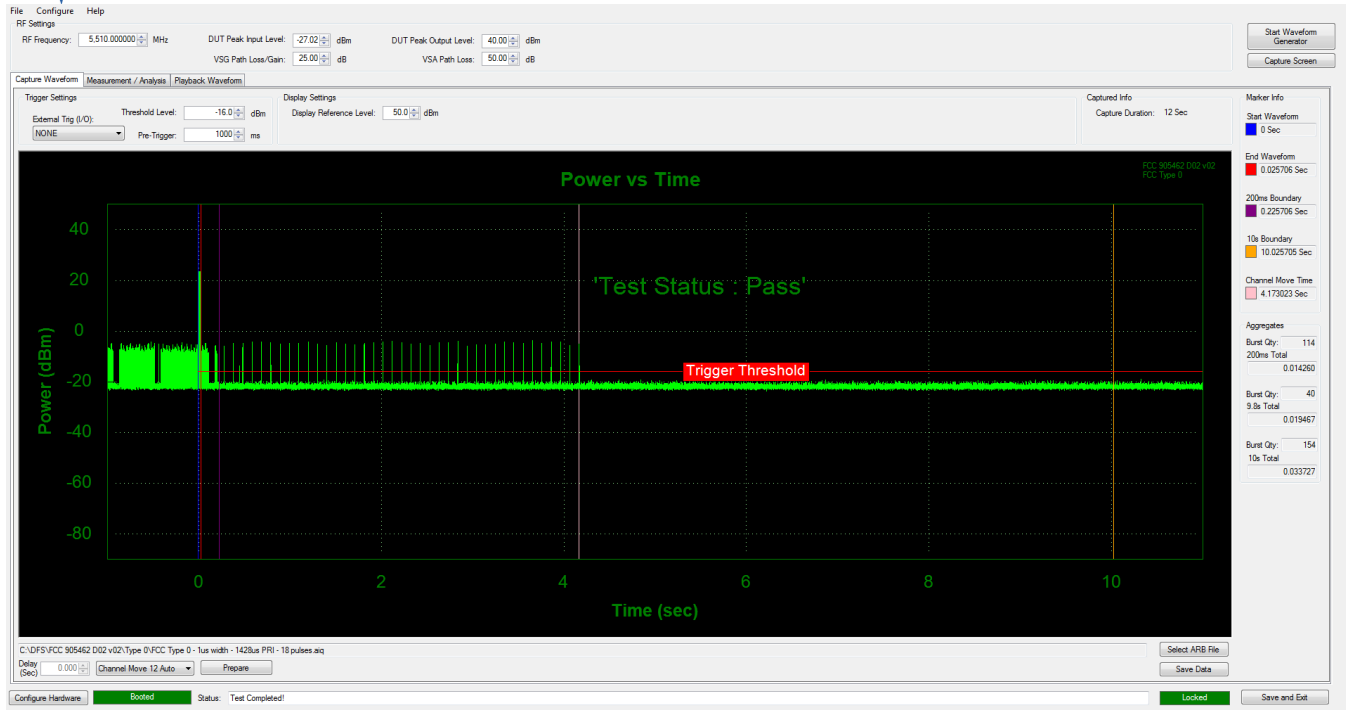 File Configure Help
RF Settings
RF Frequency: 5,510.000000 MHz DUT Peak Input Level: -27.02 dBm DUT Peak Output Level: 40.00 dBm
VSG Path Loss/Gain: 25.00 dB VSA Path Loss: 50.00 dB
Start Waveform
Generator
Capture Screen
Capture Waveform Measurement / Analysis Playback Waveform
Trigger Settings
External Trig (I/O):
NONE
Threshold Level: -16.0 dBm
Pre-Trigger: 1000 ms
Display Settings
Display Reference Level: 50.0 dBm
Captured Info
Capture Duration: 12 Sec
Marker Info
Start Waveform
0 Sec
End Waveform
0.025706 Sec
200ms Boundary
0.225706 Sec
10s Boundary
10.025705 Sec
Channel Move Time
4.173023 Sec
Aggregates
Burst Qty: 114
200ms Total
0.014260
Burst Qty: 40
9.8s Total
0.019467
Burst Qty: 154
10s Total
0.033727
Power vs Time
FCC 905462 D02 v02
FCC Type 0
'Test Status : Pass'
Trigger Threshold
Power (dBm)
40
20
0
-20
-40
-60
-80
0 2 4 6 8 10
Time (sec)
C:\DFS\FCC 905462 D02 v02\Type 0\FCC Type 0 - 1us width - 1428us PRI - 18 pulses.aiq
Select ARB File
Delay
(Sec) 0.000 Channel Move 12 Auto Prepare
Save Data
Configure Hardware Booted Status: Test Completed! Locked Save and Exit